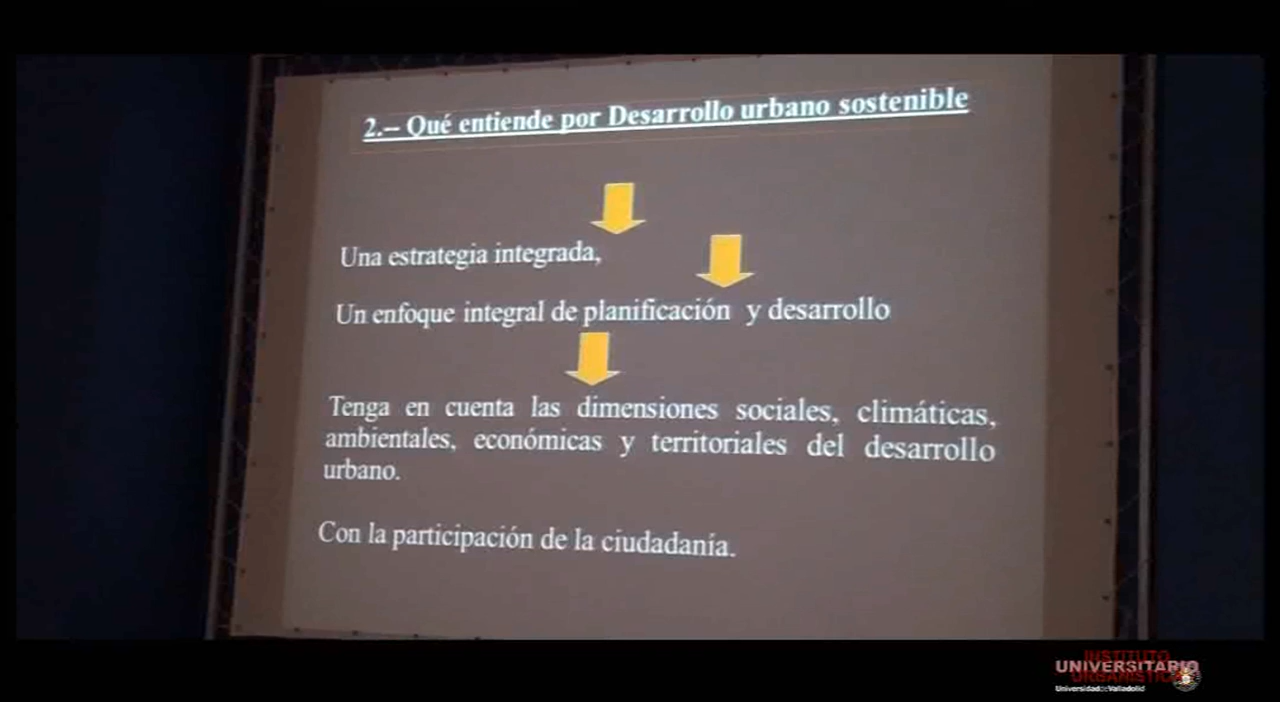 2.– Qué entiende por Desarrollo urbano sostenible
Una estrategia integrada,
Un enfoque integral de planificación y desarrollo
Tenga en cuenta las dimensiones sociales, climáticas,
ambientales, económicas y territoriales del desarrollo
urbano.
Con la participación de la ciudadanía.
INSTITUTO
UNIVERSITARIO
URBANÍSTICA
Universidad de Valladolid